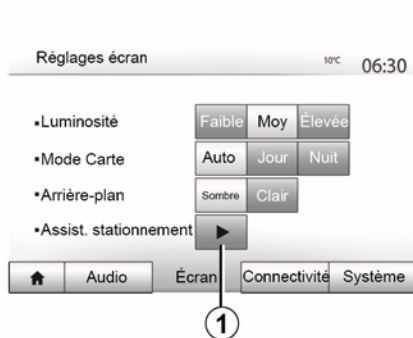 Réglages écran 10°C 06:30
▪Luminosité Faible Moy Élevée
▪Mode Carte Auto Jour Nuit
▪Arrière-plan Sombre Clair
▪Assist. stationnement
Audio Écran Connectivité Système
1